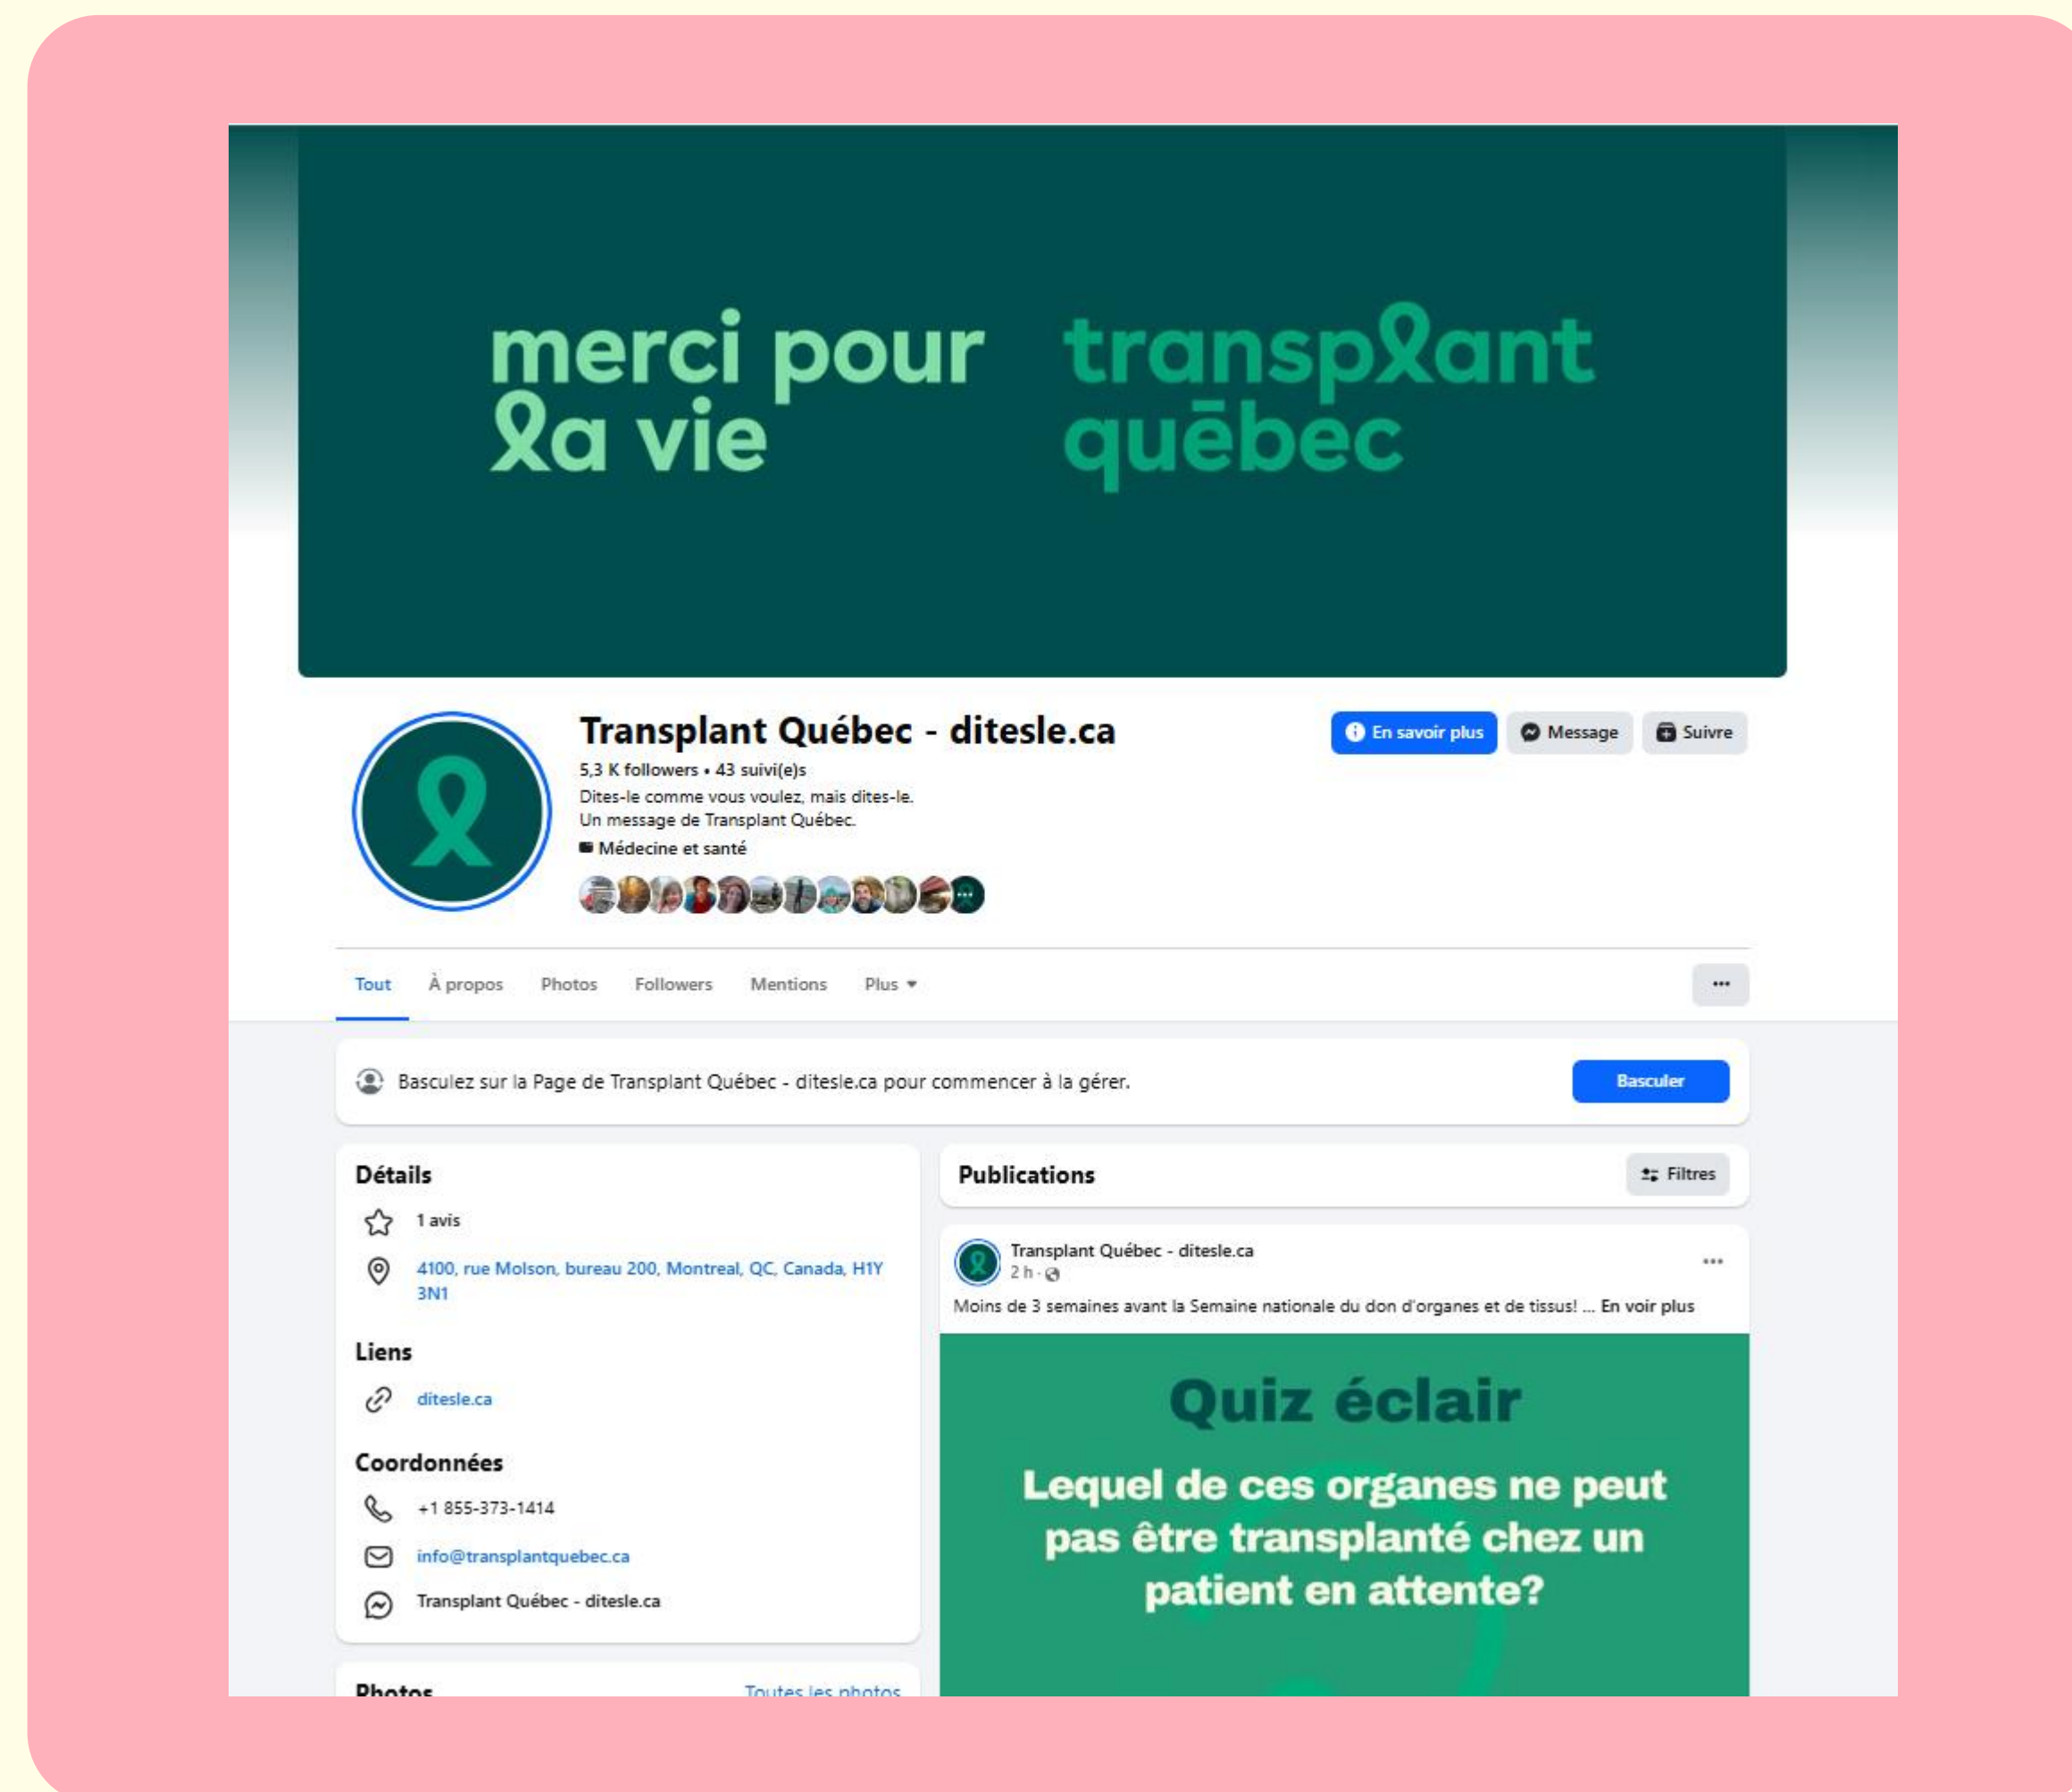 merci pour
la vie
transplant
quēbec
Transplant Québec - ditesle.ca
5,3 K followers • 43 suivi(e)s
Dites-le comme vous voulez, mais dites-le.
Un message de Transplant Québec.
Médecine et santé
En savoir plus
Message
Suivre
Tout
À propos
Photos
Followers
Mentions
Plus
Basculez sur la Page de Transplant Québec - ditesle.ca pour commencer à la gérer.
Basculer
Détails
1 avis
4100, rue Molson, bureau 200, Montreal, QC, Canada, H1Y
3N1
Liens
ditesle.ca
Coordonnées
+1 855-373-1414
info@transplantquebec.ca
Transplant Québec - ditesle.ca
Photos
Toutes les photos
Publications
Filtres
Transplant Québec - ditesle.ca
2 h ·
Moins de 3 semaines avant la Semaine nationale du don d'organes et de tissus! ... En voir plus
Quiz éclair
Lequel de ces organes ne peut
pas être transplanté chez un
patient en attente?